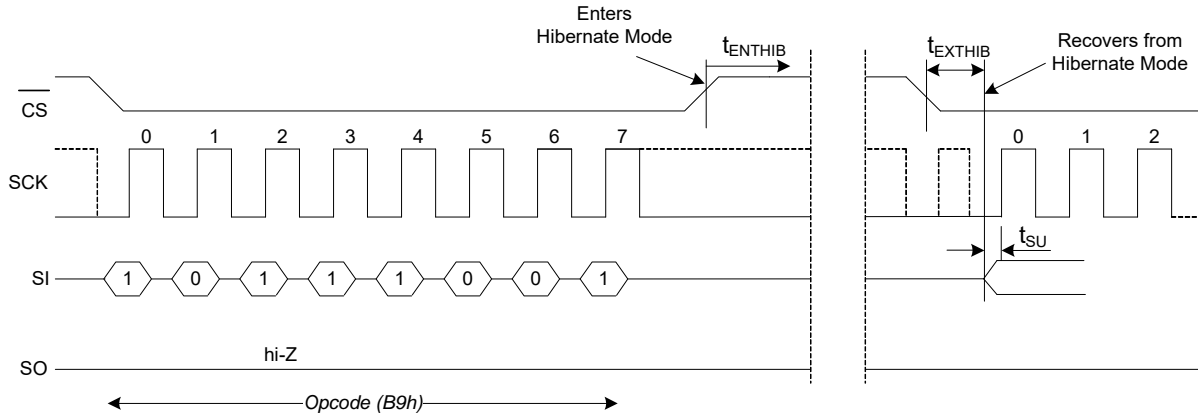 Enters
Hibernate Mode
tENTHIB
tEXTHIB
Recovers from
Hibernate Mode
CS
0 1 2 3 4 5 6 7 0 1 2
SCK
tSU
SI 1 0 1 1 1 0 0 1
hi-Z
SO
Opcode (B9h)